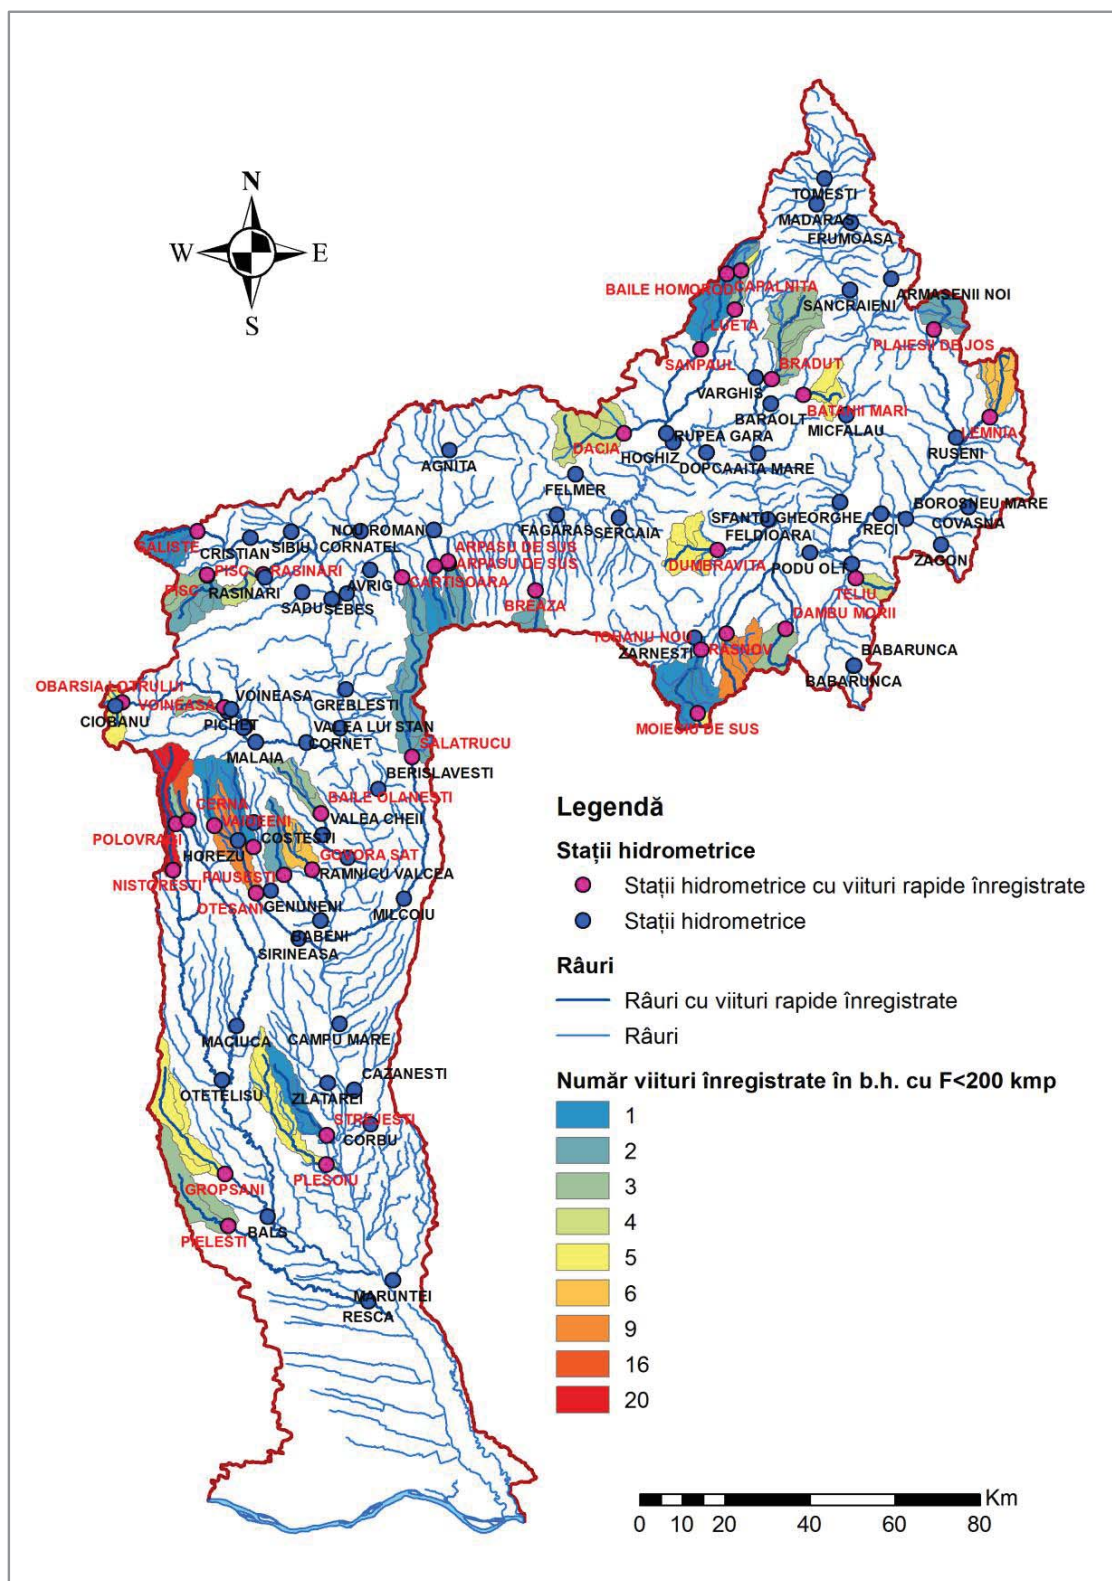 N
W
E
S
TOMESTI
MADARAS
FRUMOASA
ARMASENII NOI
BAILE HOMOROD
CAPALNITA
SANCRAIENI
LUETA
PLAIESII DE JOS
SANPAUL
BRADUT
VARGHIS
BATANII MARI
BARAOLT
MICFALAU
LEMNIA
RUPEA GARA
DACIA
HOGHIZ
RUSENI
AGNITA
DOPCA
AITA MARE
FELMER
BOROSNEU MARE
FAGARAS
SFANTU GHEORGHE
RECI
COVASNA
SERCAIA
FELDIOARA
SALISTE
CRISTIAN
SIBIU
NOU ROMAN
CORNATEL
ARPASU DE SUS
ARPASU DE SUS
DUMBRAVITA
PODU OLT
ZAGON
PISC
RASINARI
PISC
RASINARI
AVRIG
CARTISOARA
SADU
SEBES
BREAZA
TELIU
DAMBU MORII
TOHANU NOU
RASNOV
ZARNESTI
BABARUNCA
BABARUNCA
OBARSIA LOTRULUI
VOINEASA
VOINEASA
GREBLESTI
CIOBANU
PICHET
VALEA LUI STAN
CORNET
MALAIA
MOIECIU DE SUS
SALATRUCU
BERISLAVESTI
CERNA
BAILE OLANESTI
VALEA CHEII
POLOVRAGI
COSTESTI
HOREZU
GOVORA SAT
NISTORESTI
PAUSESTI
RAMNICU VALCEA
OTESANI
GENUNENI
MILCOIU
BABENI
SIRINEASA
MACIUCA
CAMPU MARE
OTETELISU
CAZANESTI
ZLATAREI
STREJESTI
CORBU
GROPSANI
PLESOIU
PIELESTI
BALS
MARUNTEI
RESCA
Legendă
Stații hidrometrice
Stații hidrometrice cu viituri rapide înregistrate
Stații hidrometrice
Râuri
Râuri cu viituri rapide înregistrate
Râuri
Număr viituri înregistrate în b.h. cu F<200 kmp
1
2
3
4
5
6
9
16
20
Km
0 10 20 40 60 80